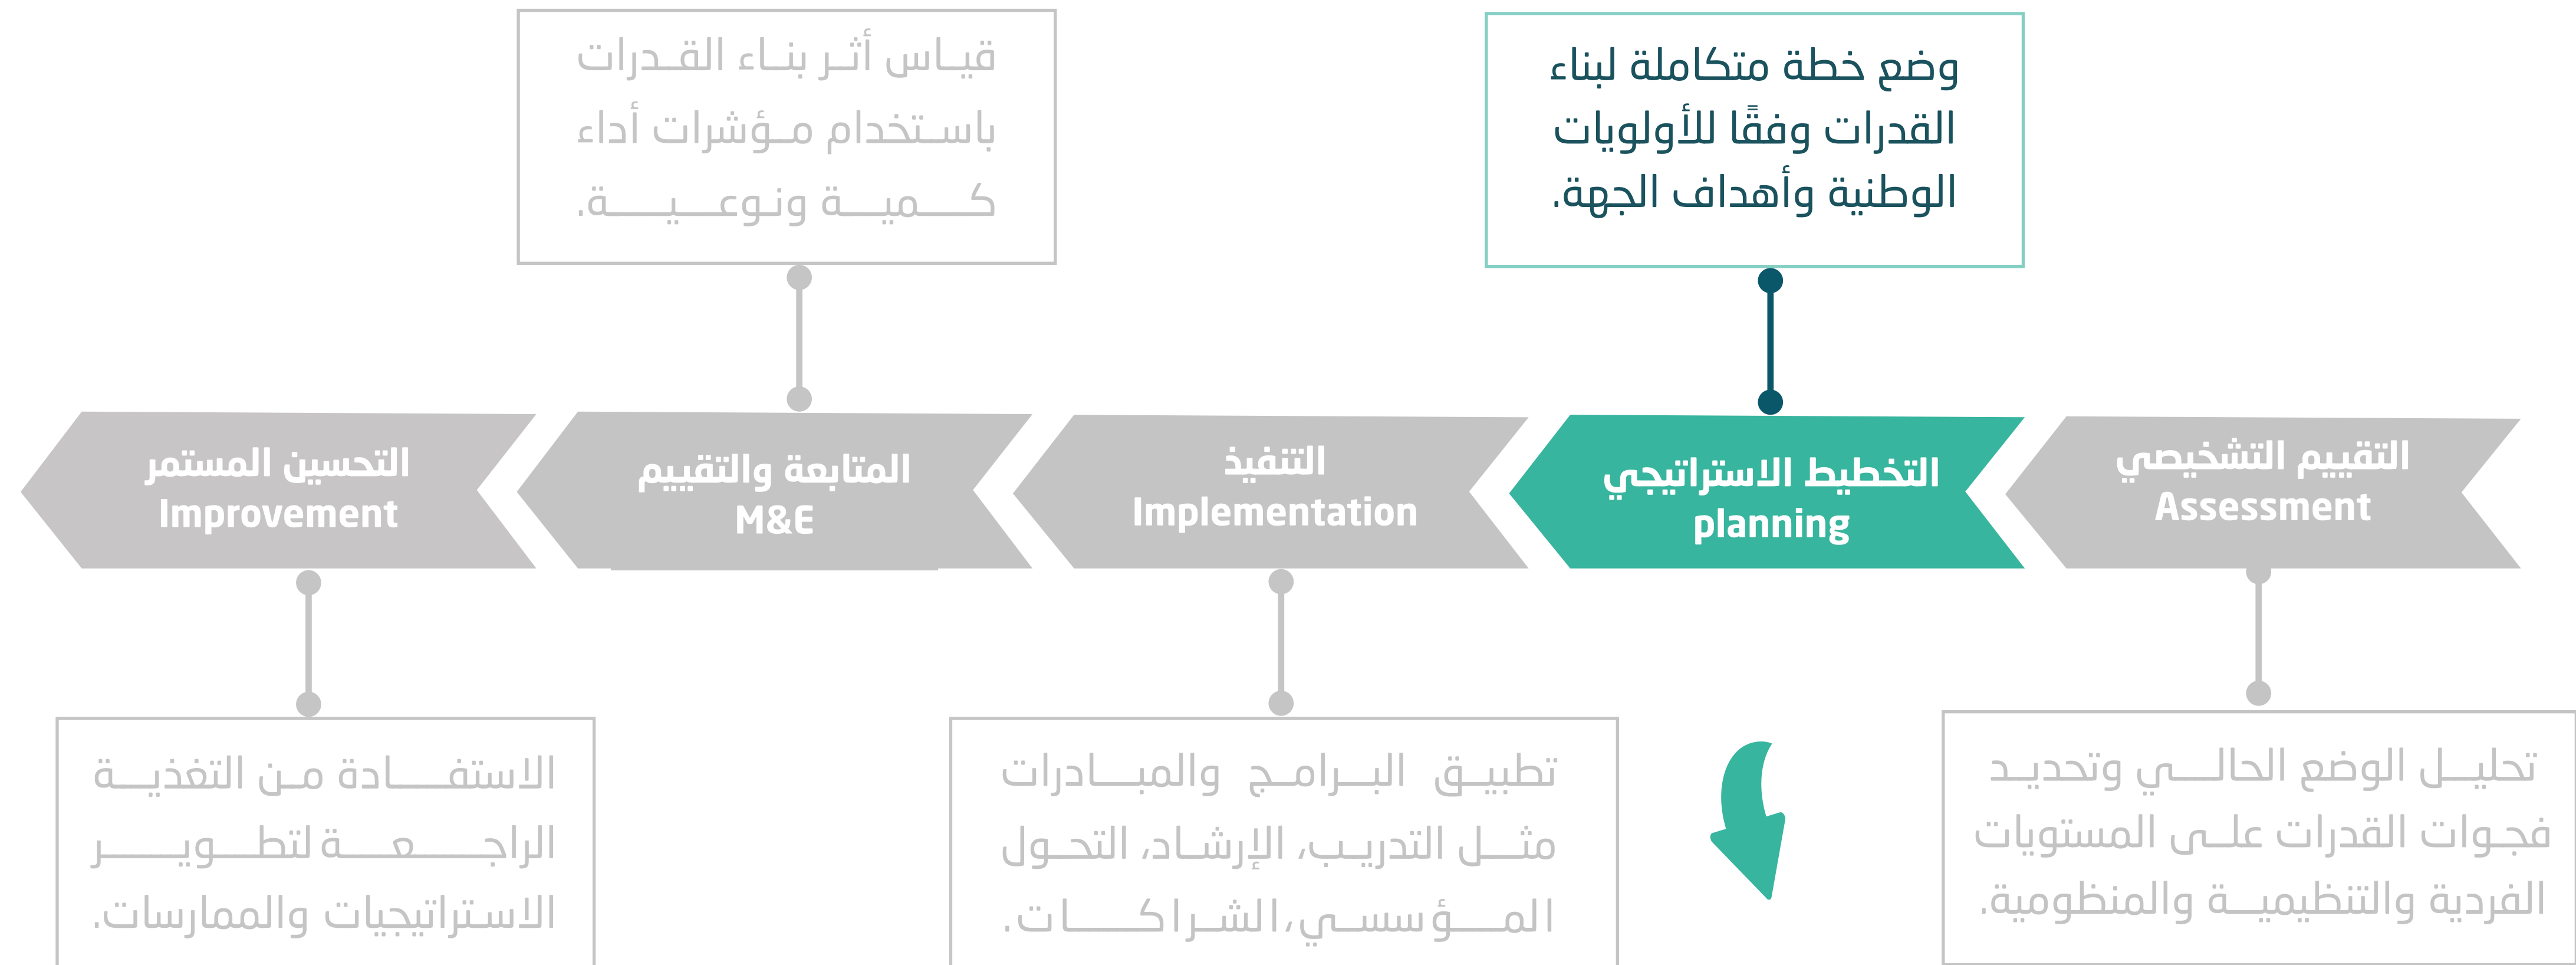 التقييم التشخيصي
Assessment
تحليل الوضع الحالي وتحديد
فجوات القدرات على المستويات
الفردية والتنظيمية والمنظومية.
وضع خطة متكاملة لبناء
القدرات وفقًا للأولويات
الوطنية وأهداف الجهة.
التخطيط الاستراتيجي
planning
التنفيذ
Implementation
تطبيق البرامج والمبادرات
مثل التدريب، الإرشاد، التحول
المؤسسي، الشراكات.
قياس أثر بناء القدرات
باستخدام مؤشرات أداء
كمية ونوعية.
المتابعة والتقييم
M&E
التحسين المستمر
Improvement
الاستفادة من التغذية
الراجعة لتطوير
الاستراتيجيات والممارسات.